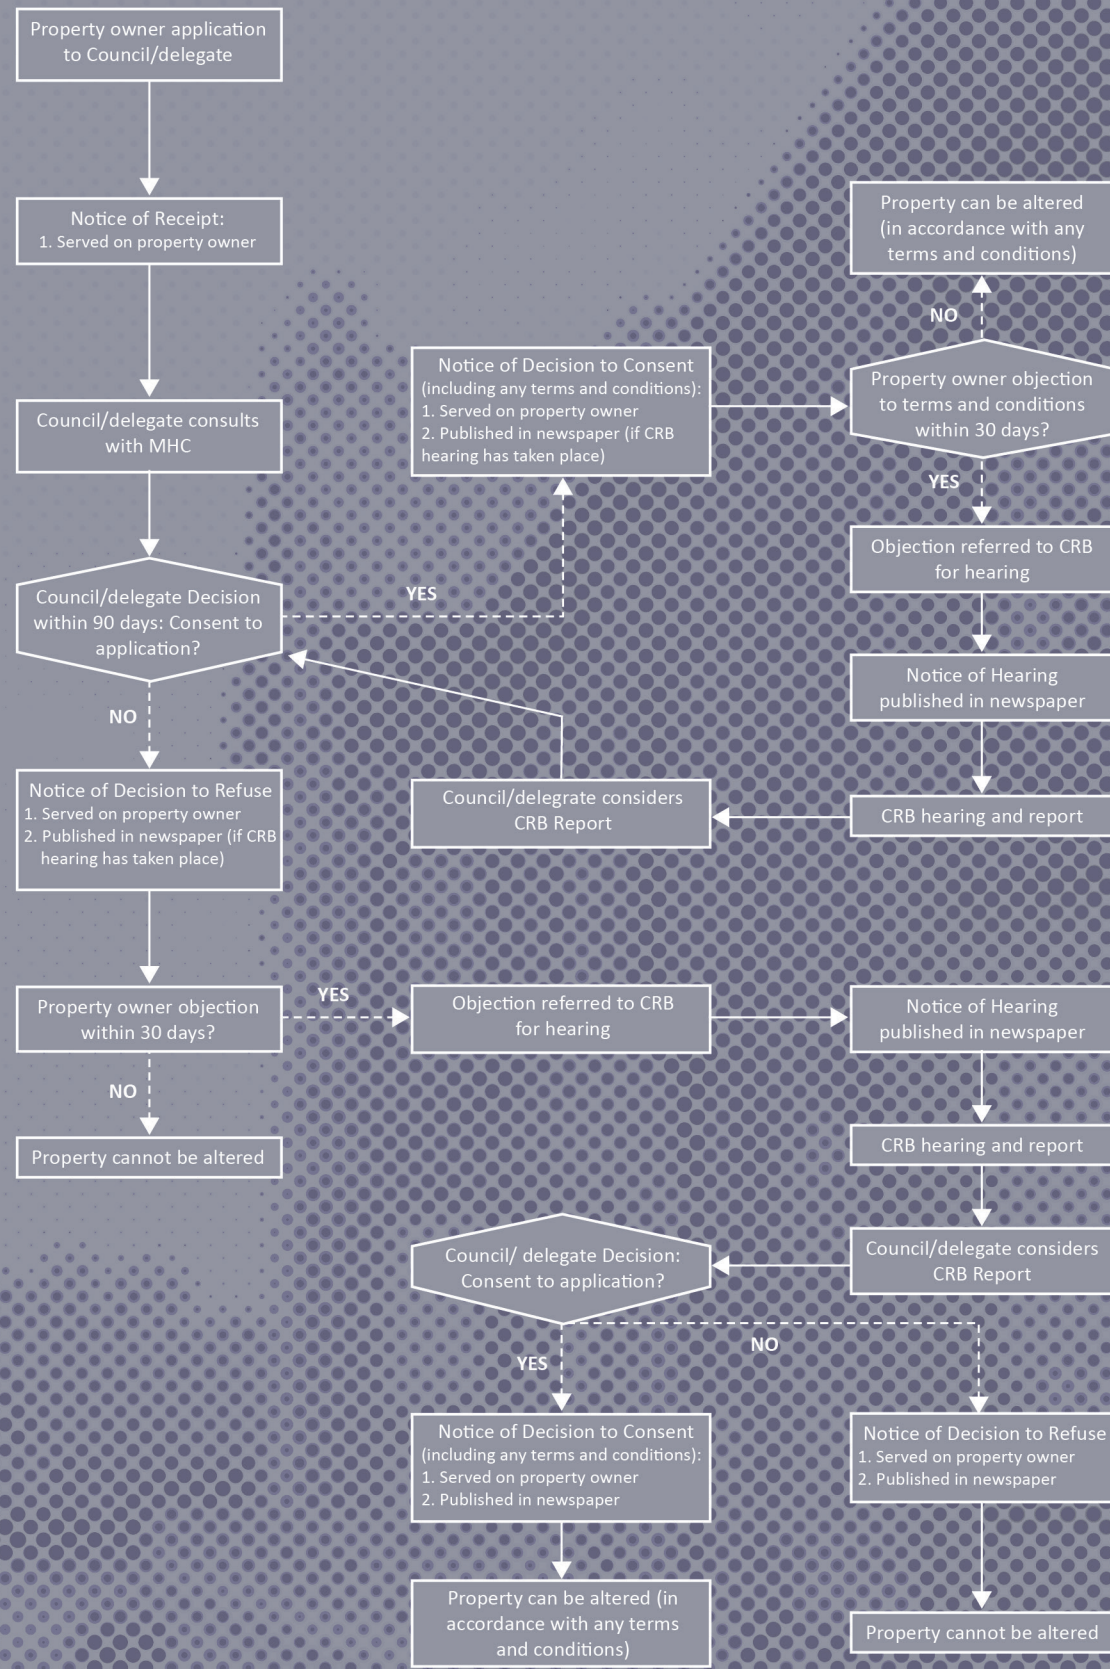 Property owner application
to Council/delegate
Notice of Receipt:
1. Served on property owner
Council/delegate consults
with MHC
Council/delegate Decision
within 90 days: Consent to
application?
YES
NO
Notice of Decision to Consent
(including any terms and conditions):
1. Served on property owner
2. Published in newspaper (if CRB
hearing has taken place)
Property can be altered
(in accordance with any
terms and conditions)
NO
Property owner objection
to terms and conditions
within 30 days?
YES
Objection referred to CRB
for hearing
Notice of Hearing
published in newspaper
CRB hearing and report
Council/delegrate considers
CRB Report
Notice of Decision to Refuse
1. Served on property owner
2. Published in newspaper (if CRB
hearing has taken place)
Property owner objection
within 30 days?
YES
NO
Property cannot be altered
Objection referred to CRB
for hearing
Notice of Hearing
published in newspaper
CRB hearing and report
Council/delegate considers
CRB Report
Council/ delegate Decision:
Consent to application?
YES
NO
Notice of Decision to Consent
(including any terms and conditions):
1. Served on property owner
2. Published in newspaper
Property can be altered (in
accordance with any terms
and conditions)
Notice of Decision to Refuse
1. Served on property owner
2. Published in newspaper
Property cannot be altered